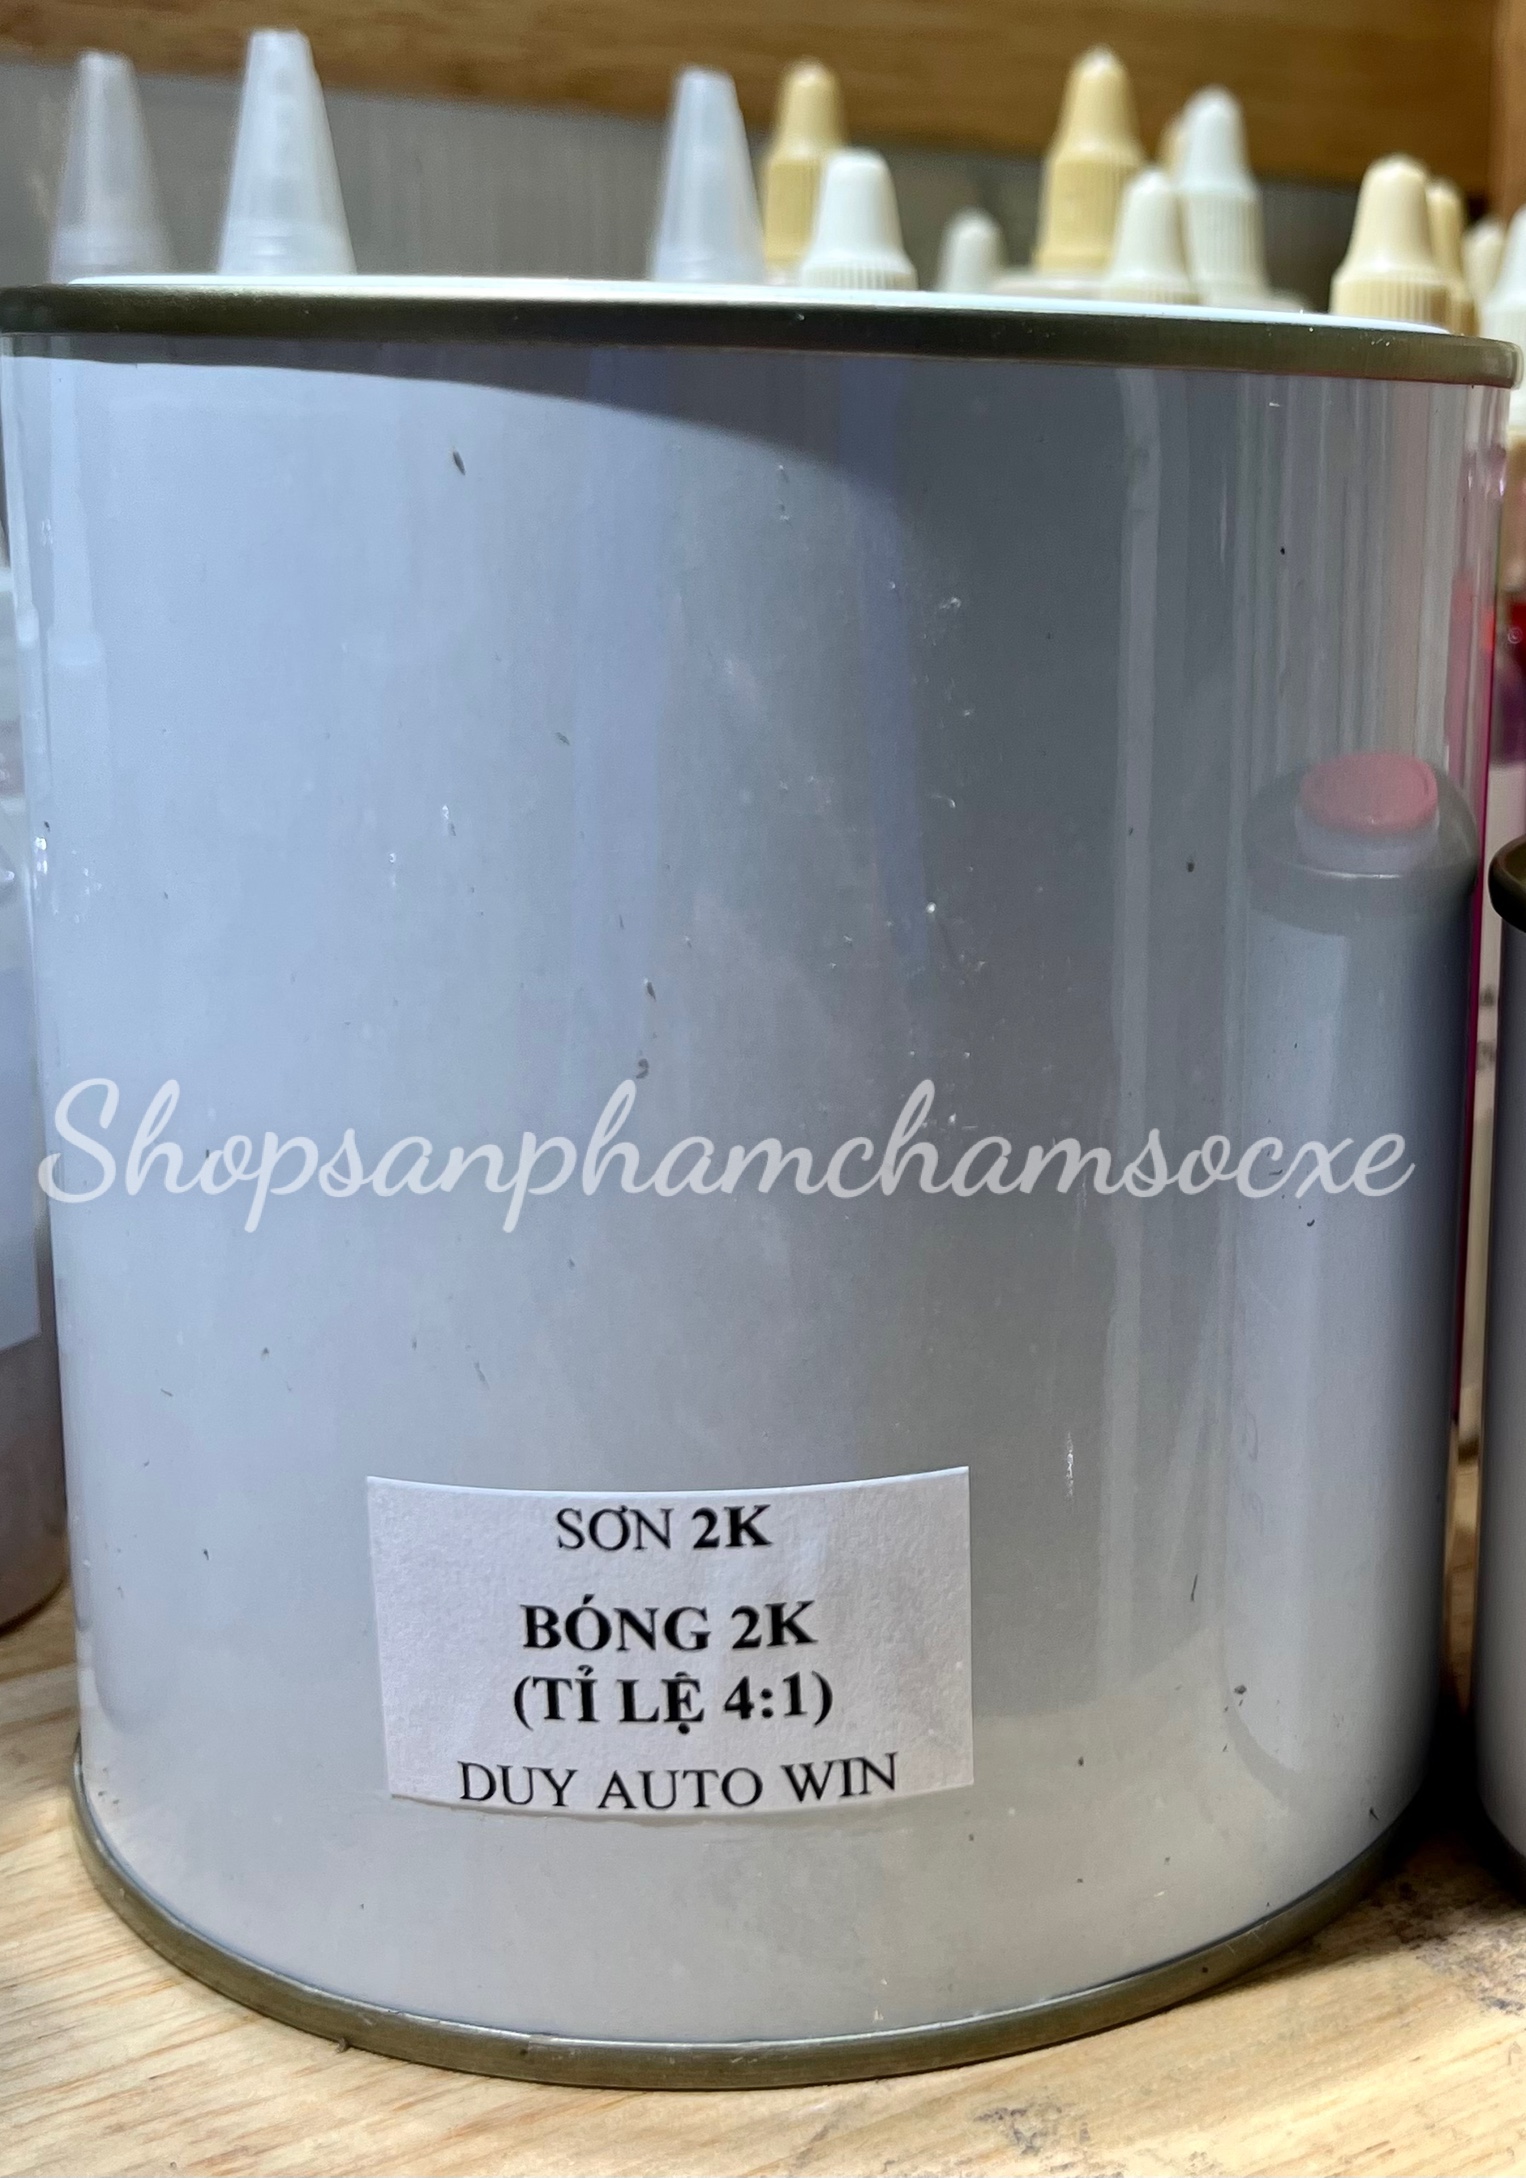 Shopsanphamchamsocxe
SƠN 2K
BÓNG 2K
(TỈ LỆ 4:1)
DUY AUTO WIN